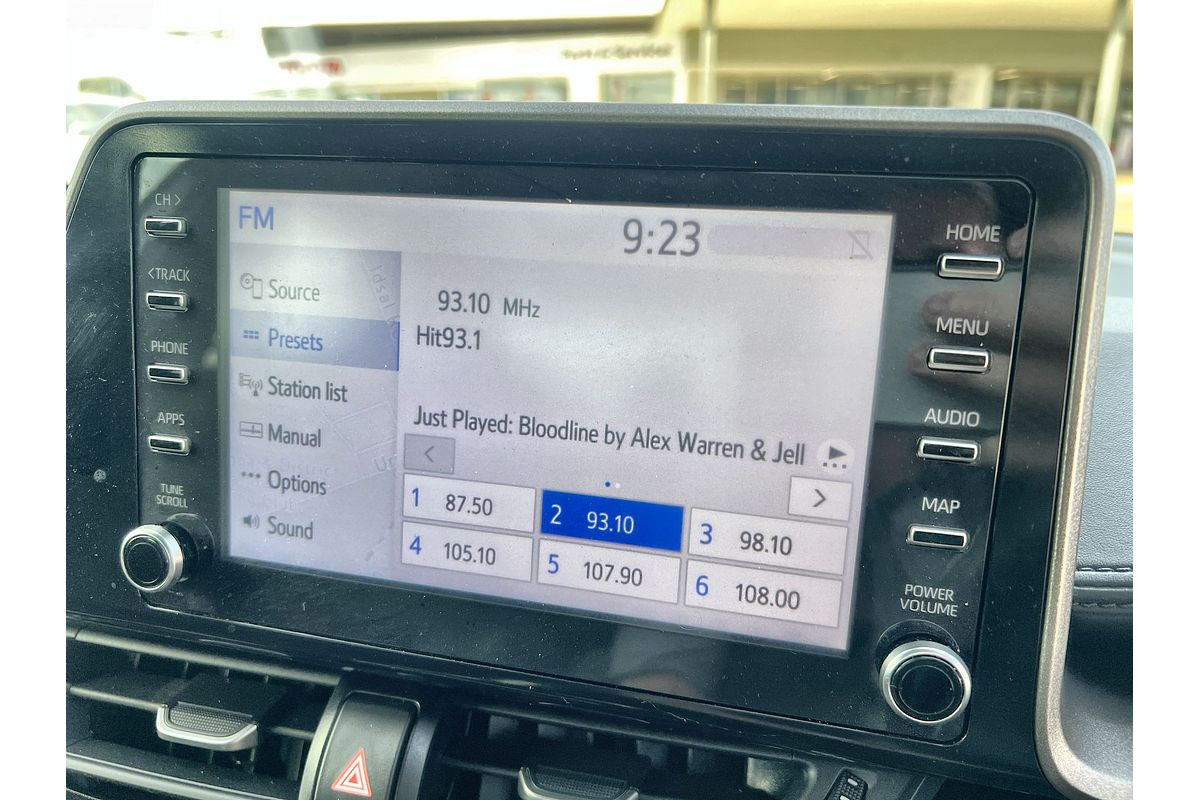 CH >
< TRACK
PHONE
APPS
TUNE
SCROLL
FM
9:23
Source
Presets
Station list
Manual
Options
Sound
93.10 MHz
Hit93.1
Just Played: Bloodline by Alex Warren & Jell
<
>
1 87.50
2 93.10
3 98.10
4 105.10
5 107.90
6 108.00
HOME
MENU
AUDIO
MAP
POWER
VOLUME